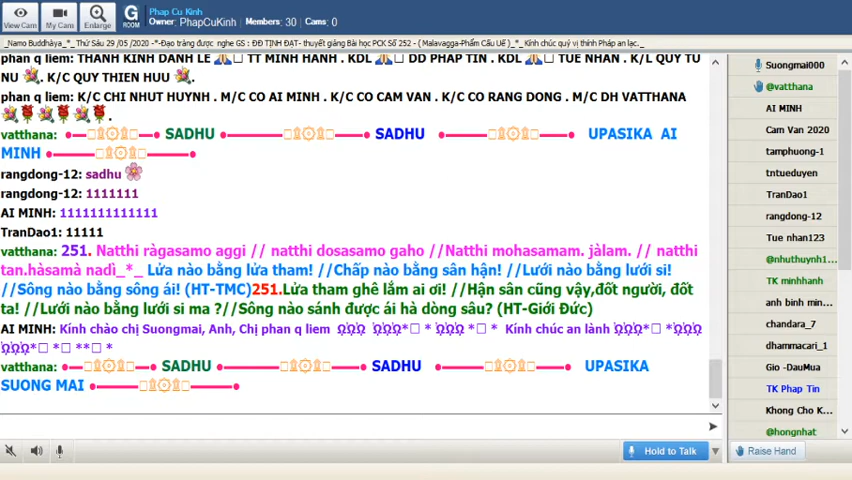 View Cam
My Cam
Enlarge
G
ROOM
Phap Cu Kinh
Owner: PhapCuKinh Members: 30 Cams: 0
_Namo Buddhàya_*_ Thứ Sáu 29 /05 /2020 -*-Đạo tràng được nghe GS : ĐĐ TỊNH ĐẠT- thuyết giảng Bài học PCK Số 252 - ( Malavagga-Phẩm Cấu Uế )_*_ Kính chúc quý vị thính Pháp an lạc._
phan q liem: THANH KINH DANH LE TT MINH HANH . KDL DD PHAP TIN . KDL TUE NHAN . K/L QUY TU
NU . K/C QUY THIEN HUU .
phan q liem: K/C CHI NHUT HUYNH . M/C CO AI MINH . K/C CO CAM VAN . K/C CO RANG DONG . M/C DH VATTHANA
.
vatthana: SADHU SADHU UPASIKA AI
MINH
rangdong-12: sadhu
rangdong-12: 1111111
AI MINH: 1111111111111
TranDao1: 11111
vatthana: 251. Natthi ràgasamo aggi // natthi dosasamo gaho //Natthi mohasamam. jàlam. // natthi
tan.hàsamà nadì_*_ Lửa nào bằng lửa tham! //Chấp nào bằng sân hận! //Lưới nào bằng lưới si!
//Sông nào bằng sông ái! (HT-TMC)251.Lửa tham ghê lắm ai ơi! //Hận sân cũng vậy,đốt người, đốt
ta! //Lưới nào bằng lưới si ma ?//Sông nào sánh được ái hà dòng sâu? (HT-Giới Đức)
AI MINH: Kính chào chị Suongmai, Anh, Chị phan q liem Kính chúc an lành
vatthana: SADHU SADHU UPASIKA
SUONG MAI
Hold to Talk
Suongmai000
@vatthana
AI MINH
Cam Van 2020
tamphuong-1
tntueduyen
TranDao1
rangdong-12
Tue nhan123
@nhuthuynh1...
TK minhhanh
anh binh min...
chandara_7
dhammacari_1
Gio -DauMua
TK Phap Tin
Khong Cho K...
@hongnhat
Raise Hand